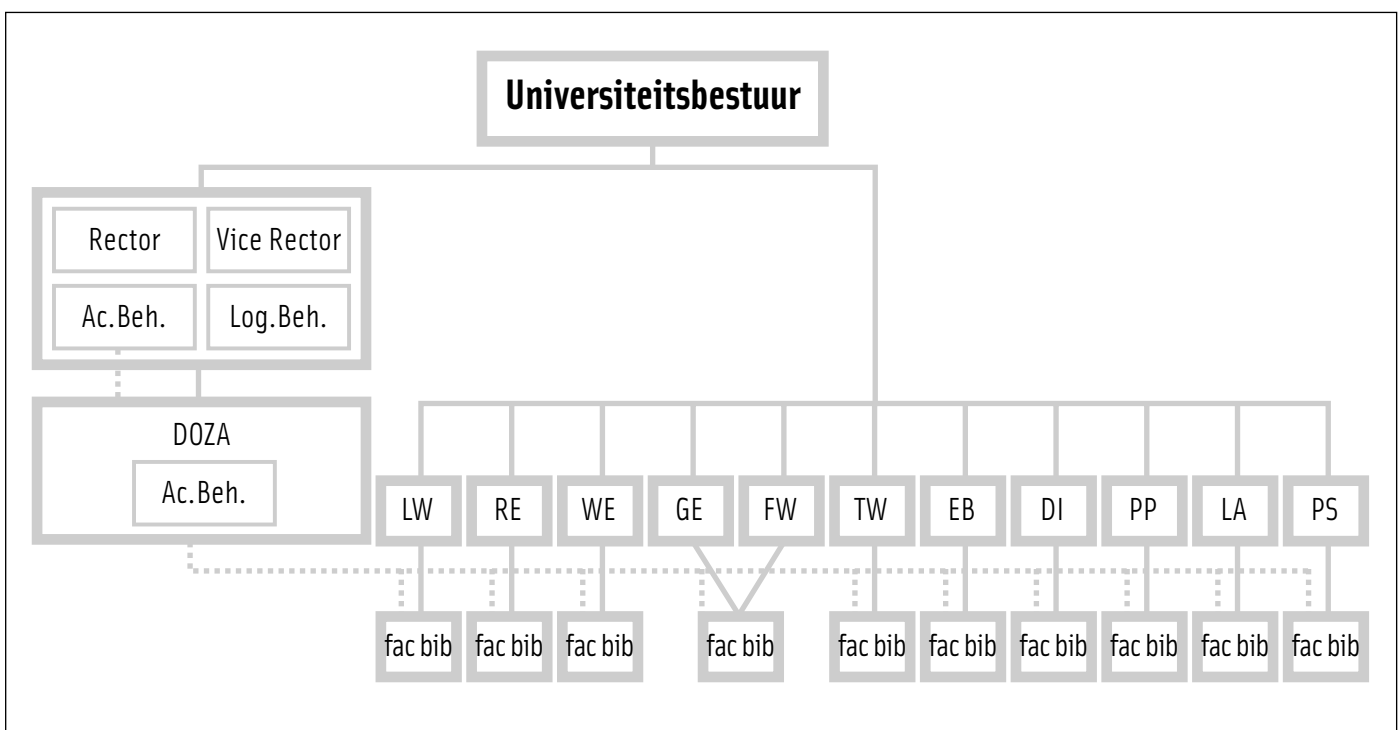 Universiteitsbestuur
Rector
Vice Rector
Ac.Beh.
Log.Beh.
DOZA
Ac.Beh.
LW
RE
WE
GE
FW
TW
EB
DI
PP
LA
PS
fac bib
fac bib
fac bib
fac bib
fac bib
fac bib
fac bib
fac bib
fac bib
fac bib